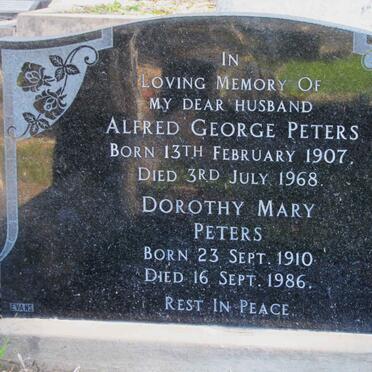 IN
LOVING MEMORY OF
MY DEAR HUSBAND
ALFRED GEORGE PETERS
BORN 13TH FEBRUARY 1907.
DIED 3RD JULY 1968.
DOROTHY MARY
PETERS
BORN 23 SEPT. 1910
DIED 16 SEPT. 1986.
REST IN PEACE.
EVANS